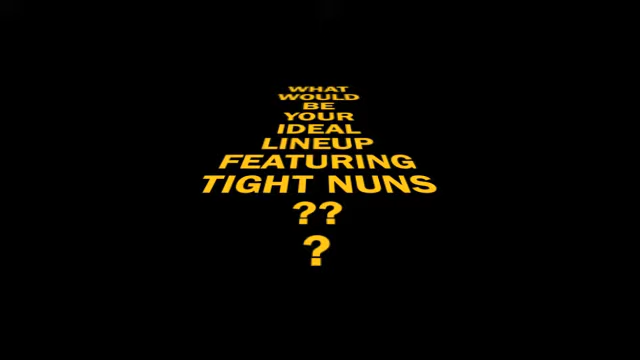 WHAT
WOULD
BE
YOUR
IDEAL
LINEUP
FEATURING
TIGHT NUNS
??
?